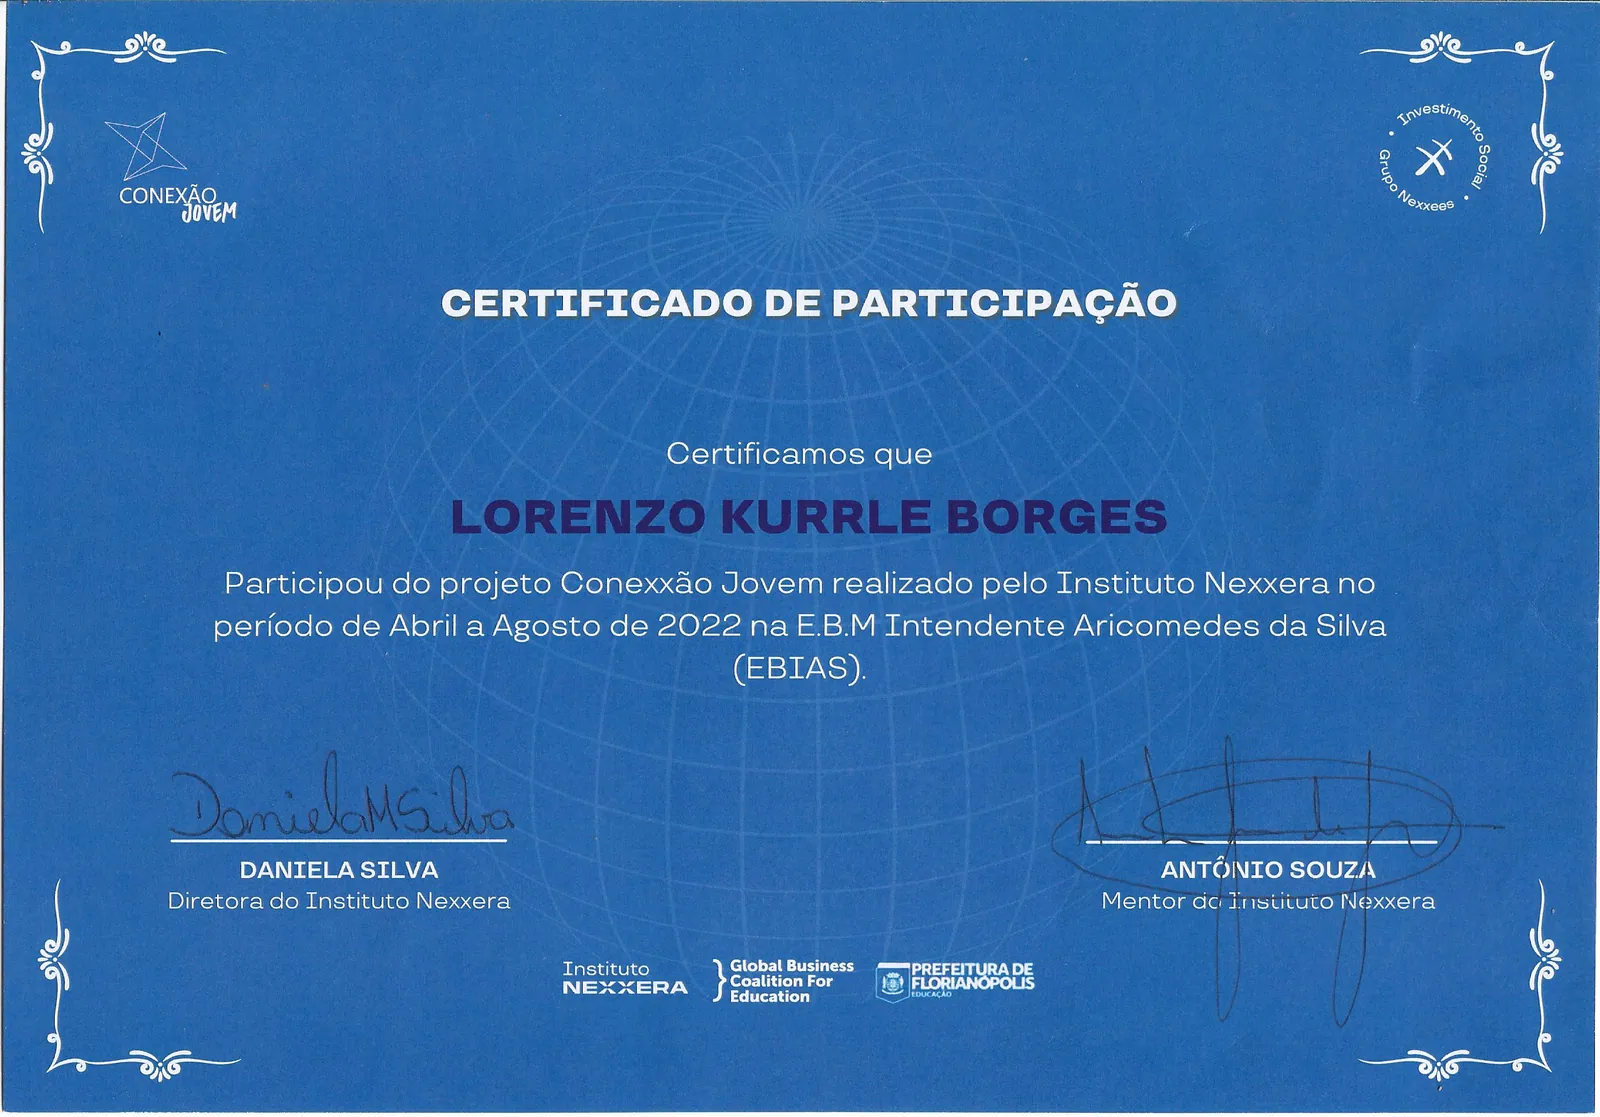 CONEXÃO
JOVEM
Investimento Social • Grupo Nexxees •
CERTIFICADO DE PARTICIPAÇÃO
Certificamos que
LORENZO KURRLE BORGES
Participou do projeto Conexxão Jovem realizado pelo Instituto Nexxera no
período de Abril a Agosto de 2022 na E.B.M Intendente Aricomedes da Silva
(EBIAS).
Daniela M Silva
DANIELA SILVA
Diretora do Instituto Nexxera
ANTÔNIO SOUZA
Mentor do Instituto Nexxera
Instituto
NEXXERA
Global Business
Coalition For
Education
PREFEITURA DE
FLORIANÓPOLIS
EDUCAÇÃO